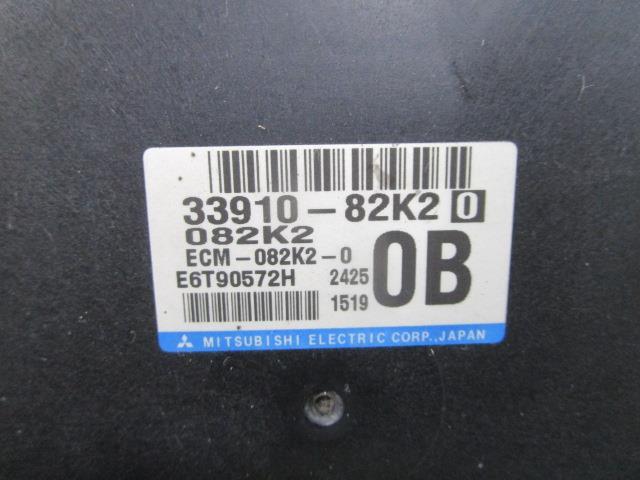 33910-82K2 0
082K2
ECM-082K2-0
E6T90572H 2425
1519
0B
MITSUBISHI ELECTRIC CORP., JAPAN